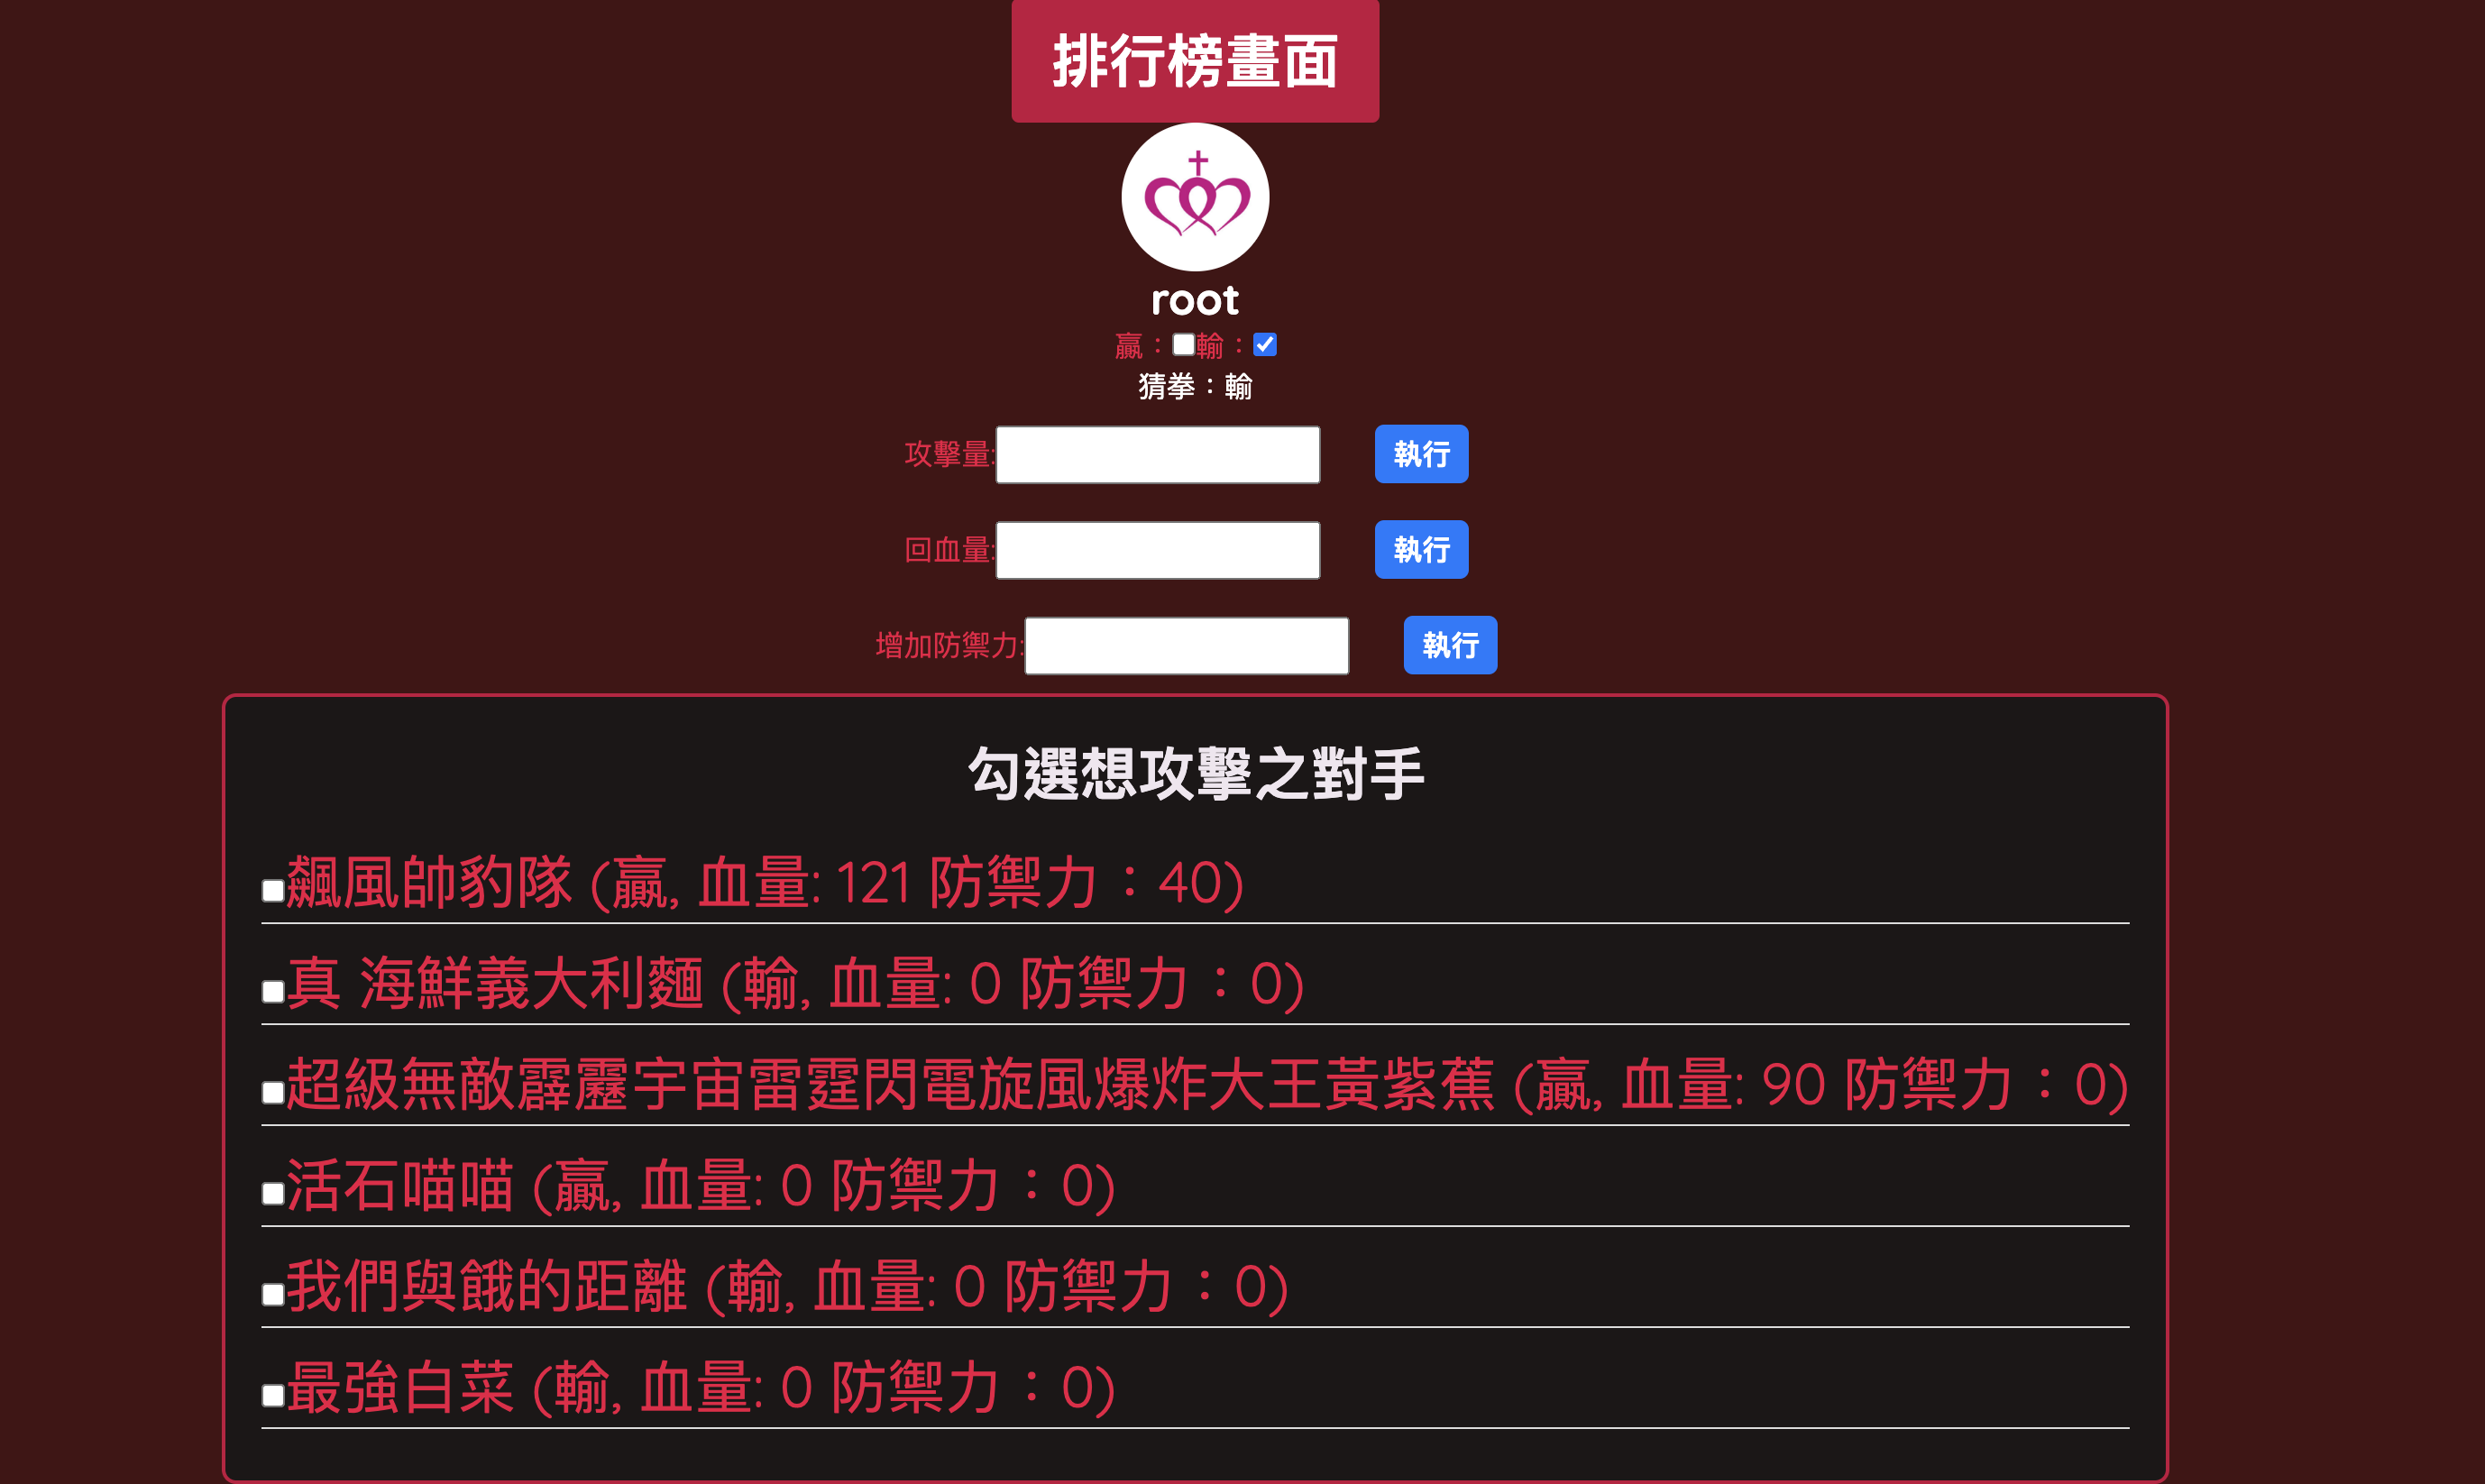 排行榜畫面
root
贏：輸：
猜拳：輸
攻擊量:
執行
回血量:
執行
增加防禦力:
執行
勾選想攻擊之對手
飆風帥豹隊 (贏, 血量: 121 防禦力：40)
真 海鮮義大利麵 (輸, 血量: 0 防禦力：0)
超級無敵霹靂宇宙雷霆閃電旋風爆炸大王黃紫蕉 (贏, 血量: 90 防禦力：0)
活石喵喵 (贏, 血量: 0 防禦力：0)
我們與餓的距離 (輸, 血量: 0 防禦力：0)
最強白菜 (輸, 血量: 0 防禦力：0)